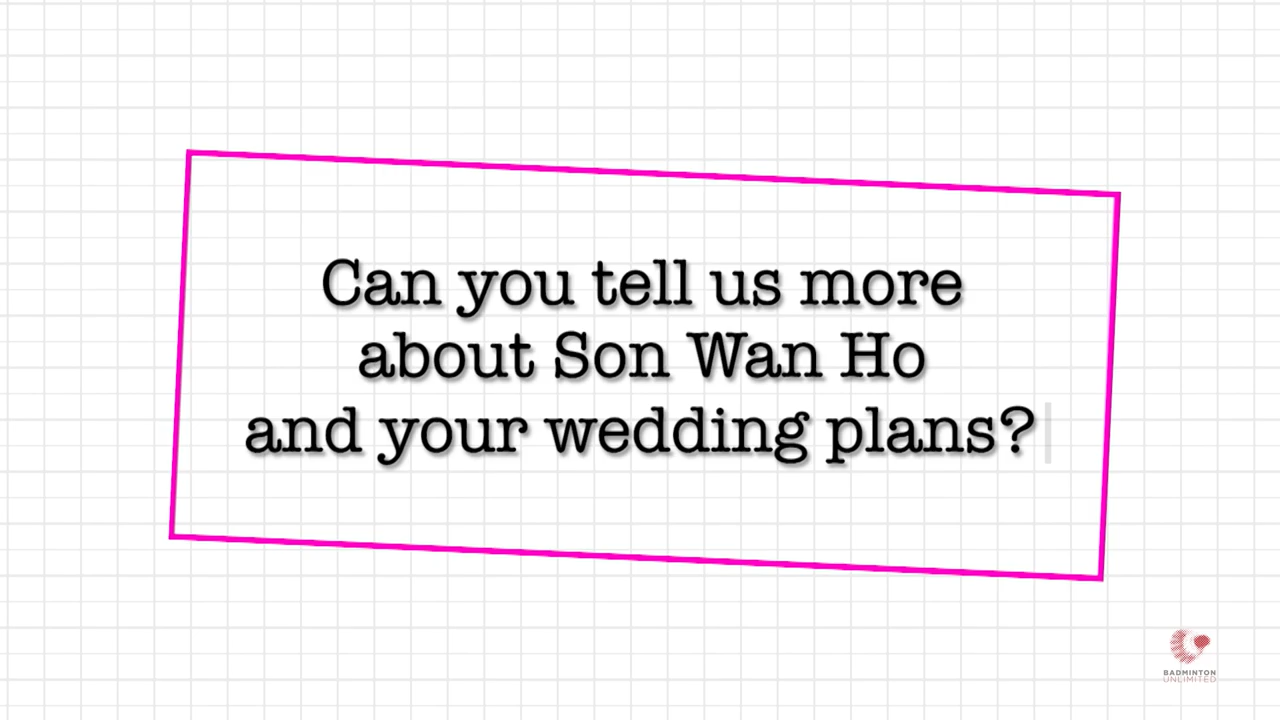 Can you tell us more
about Son Wan Ho
and your wedding plans?
BADMINTON
UNLIMITED